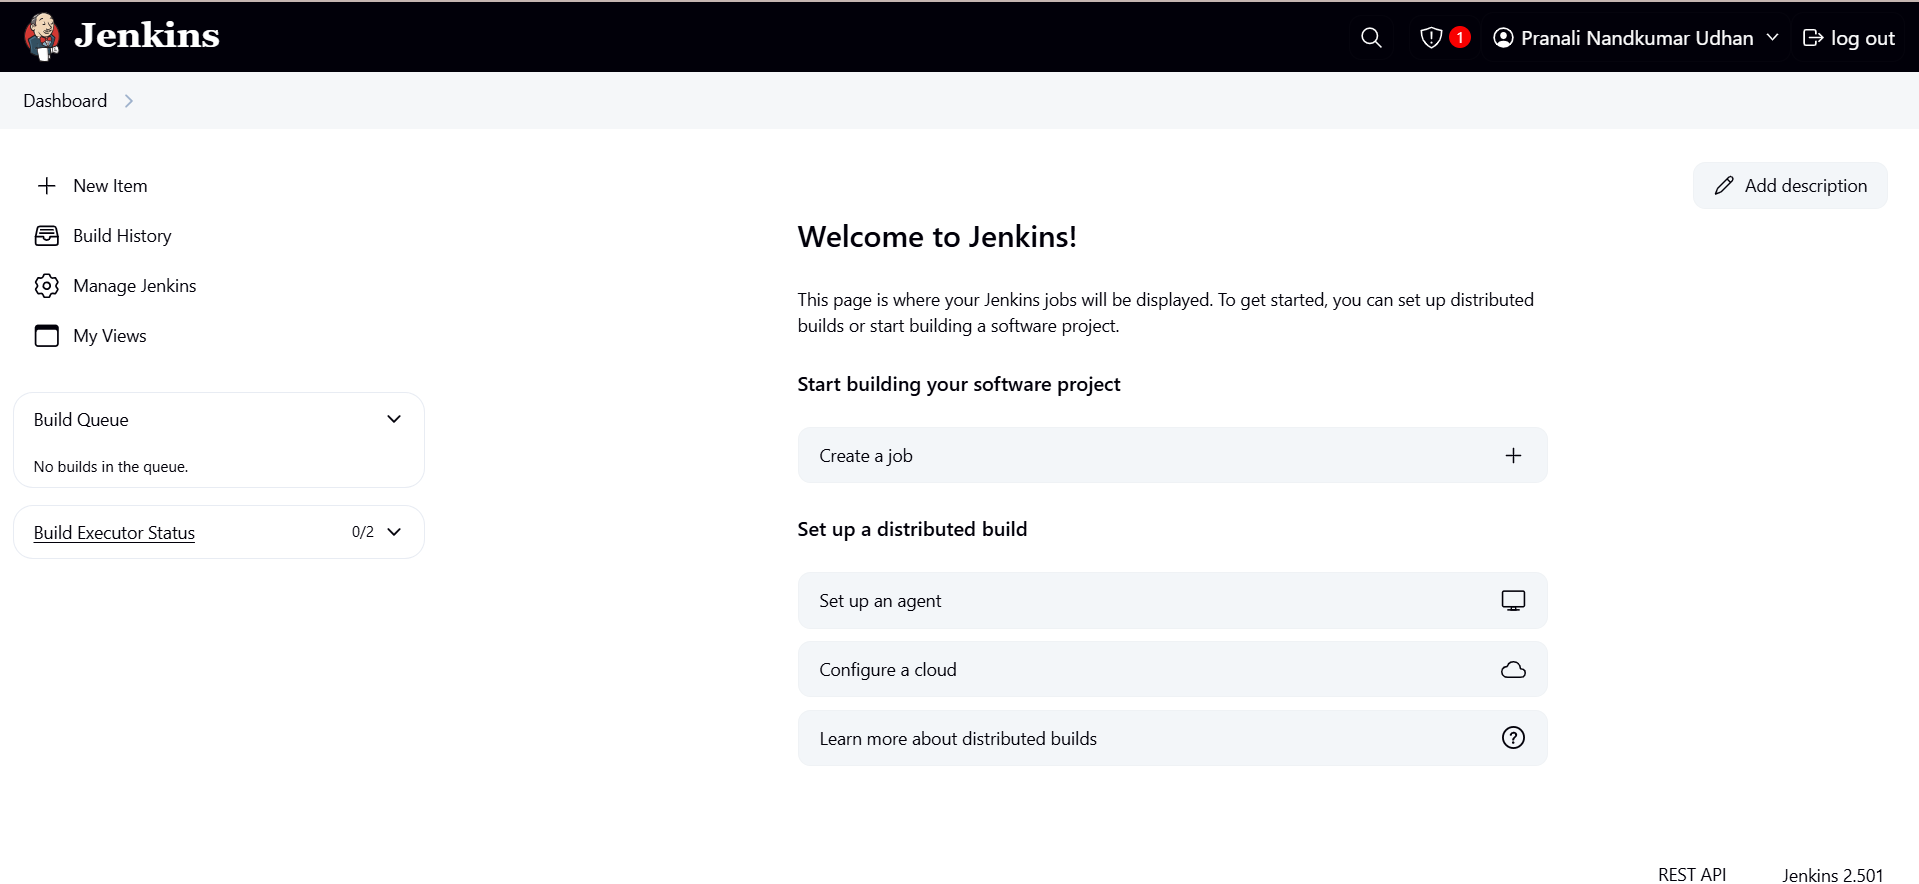 Jenkins
1
Pranali Nandkumar Udhan
log out
Dashboard
New Item
Build History
Manage Jenkins
My Views
Build Queue
No builds in the queue.
Build Executor Status
0/2
Add description
Welcome to Jenkins!
This page is where your Jenkins jobs will be displayed. To get started, you can set up distributed
builds or start building a software project.
Start building your software project
Create a job
Set up a distributed build
Set up an agent
Configure a cloud
Learn more about distributed builds
REST API
Jenkins 2.501